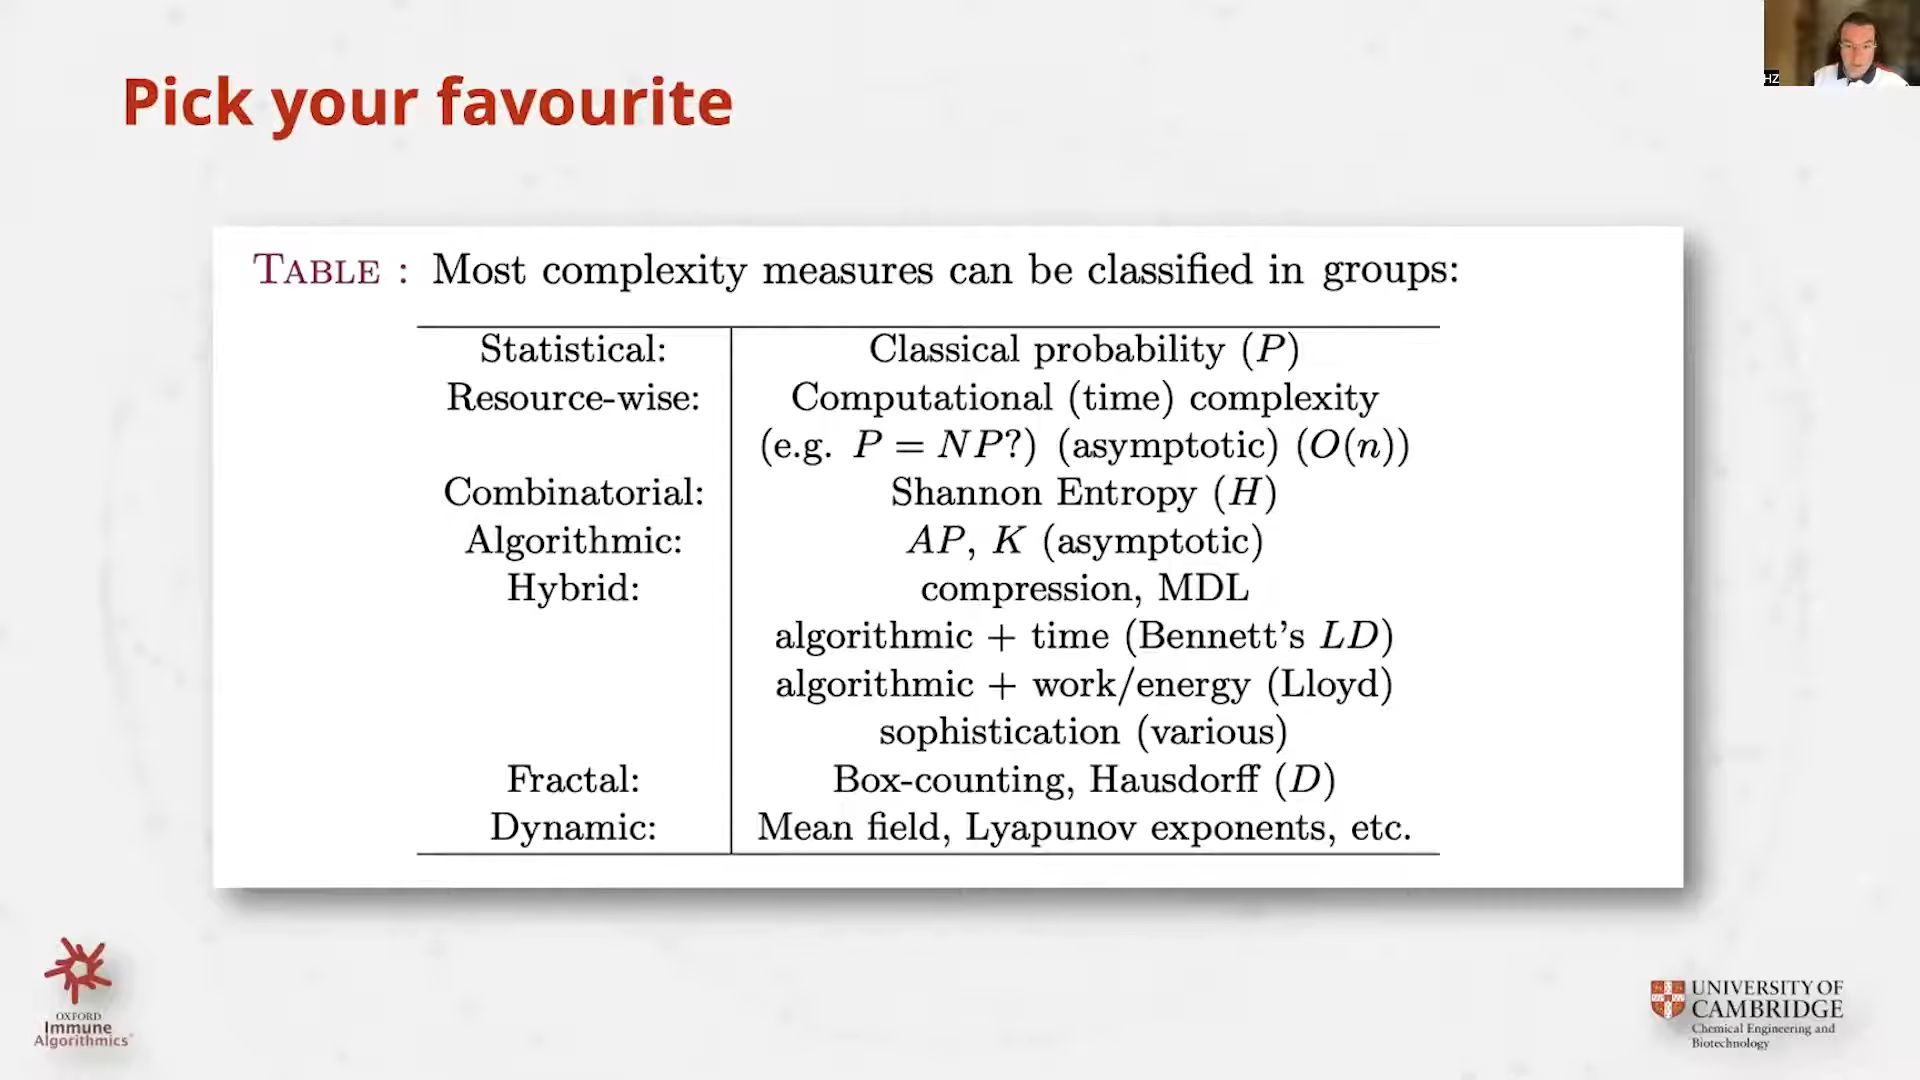 HZ
Pick your favourite
TABLE : Most complexity measures can be classified in groups:
Statistical: Classical probability (P)
Resource-wise: Computational (time) complexity
(e.g. P = NP?) (asymptotic) (O(n))
Combinatorial: Shannon Entropy (H)
Algorithmic: AP, K (asymptotic)
Hybrid: compression, MDL
algorithmic + time (Bennett's LD)
algorithmic + work/energy (Lloyd)
sophistication (various)
Fractal: Box-counting, Hausdorff (D)
Dynamic: Mean field, Lyapunov exponents, etc.
OXFORD
Immune
Algorithmics
UNIVERSITY OF
CAMBRIDGE
Chemical Engineering and
Biotechnology